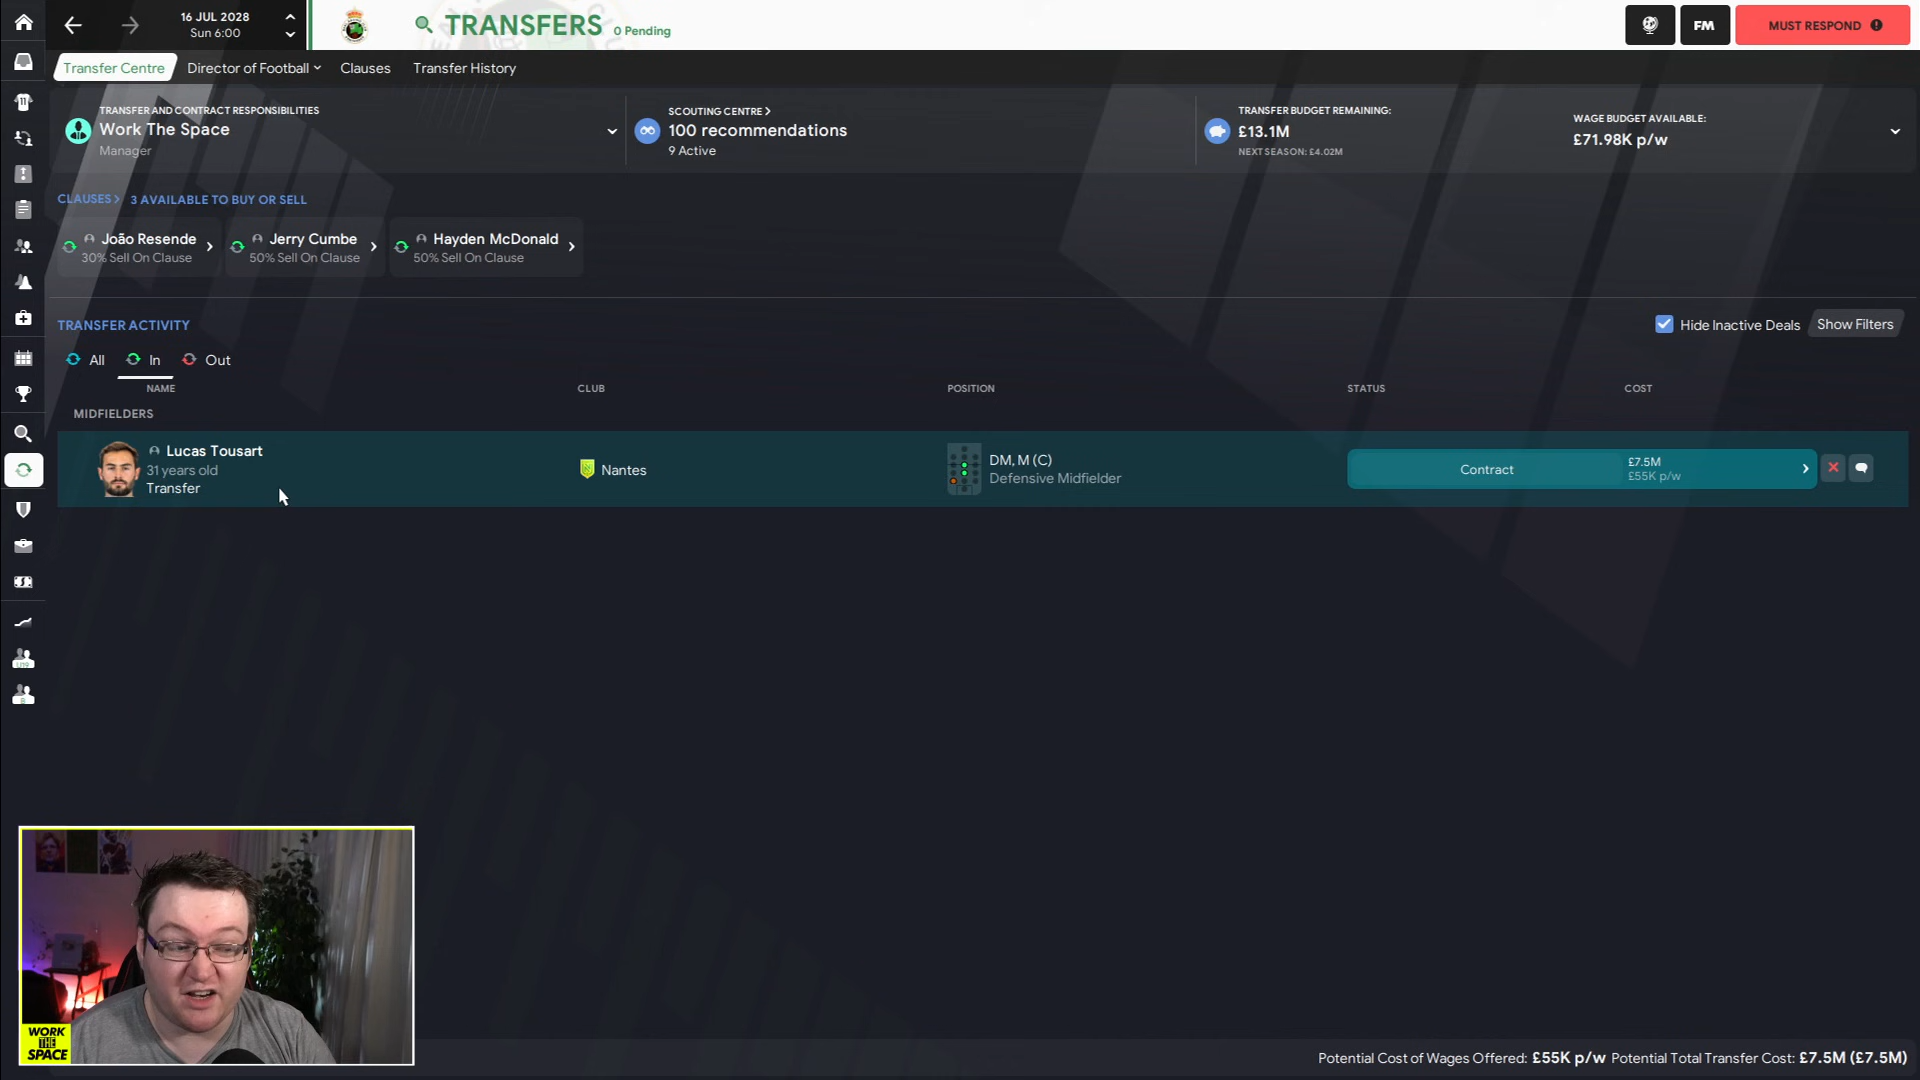 16 JUL 2028
Sun 6:00
TRANSFERS
0 Pending
FM
MUST RESPOND
Transfer Centre
Director of Football
Clauses
Transfer History
TRANSFER AND CONTRACT RESPONSIBILITIES
Work The Space
Manager
SCOUTING CENTRE >
100 recommendations
9 Active
TRANSFER BUDGET REMAINING:
£13.1M
NEXT SEASON: £4.02M
WAGE BUDGET AVAILABLE:
£71.98K p/w
CLAUSES > 3 AVAILABLE TO BUY OR SELL
João Resende
30% Sell On Clause
Jerry Cumbe
50% Sell On Clause
Hayden McDonald
50% Sell On Clause
TRANSFER ACTIVITY
Hide Inactive Deals
Show Filters
All
In
Out
NAME
CLUB
POSITION
STATUS
COST
MIDFIELDERS
Lucas Tousart
31 years old
Transfer
Nantes
DM, M (C)
Defensive Midfielder
Contract
£7.5M
£55K p/w
WORK
THE
SPACE
Potential Cost of Wages Offered: £55K p/w Potential Total Transfer Cost: £7.5M (£7.5M)